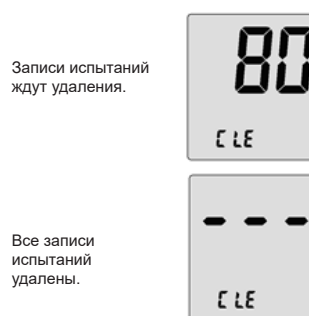 Записи испытаний
ждут удаления.
80
CLE
Все записи
испытаний
удалены.
- - -
CLE